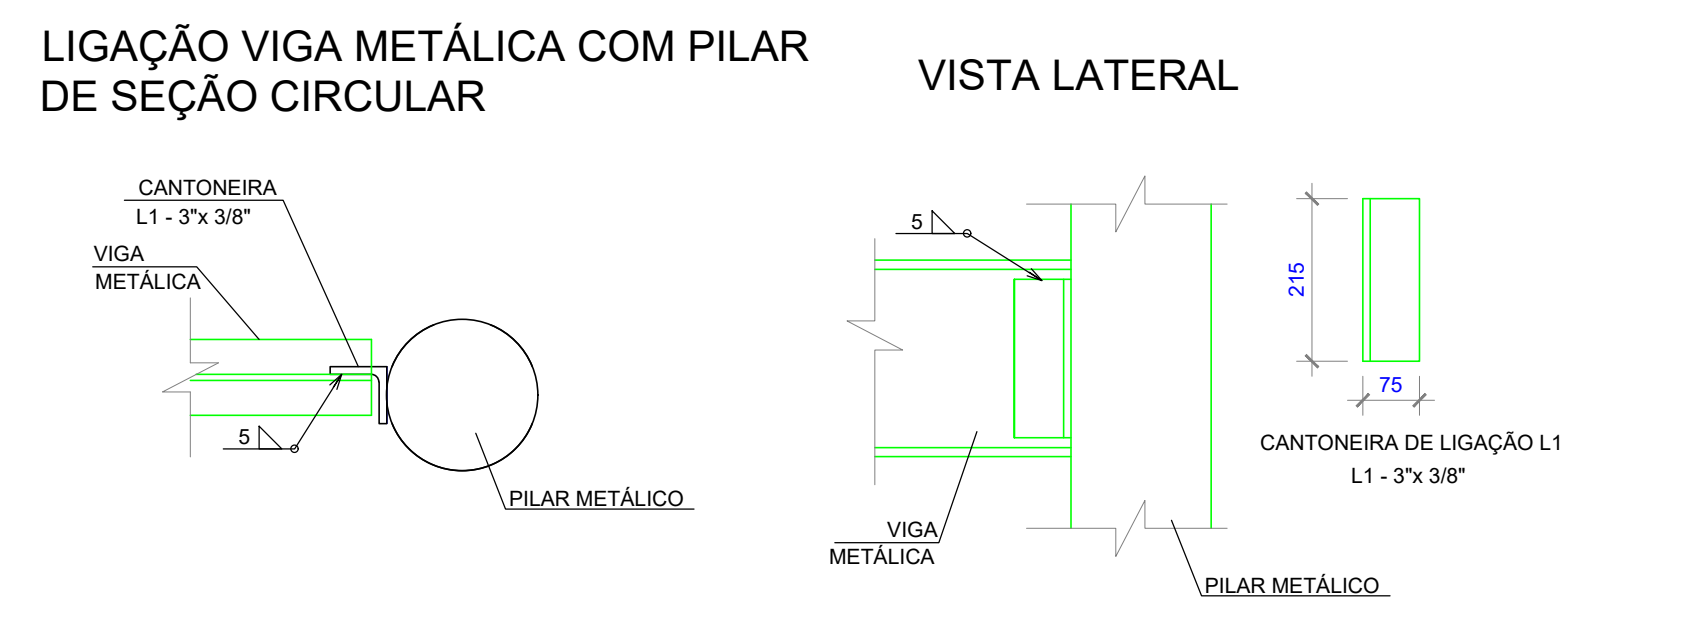 LIGAÇÃO VIGA METÁLICA COM PILAR
DE SEÇÃO CIRCULAR
VISTA LATERAL
CANTONEIRA
L1 - 3"x 3/8"
VIGA
METÁLICA
5
PILAR METÁLICO
5
VIGA
METÁLICA
PILAR METÁLICO
215
75
CANTONEIRA DE LIGAÇÃO L1
L1 - 3"x 3/8"